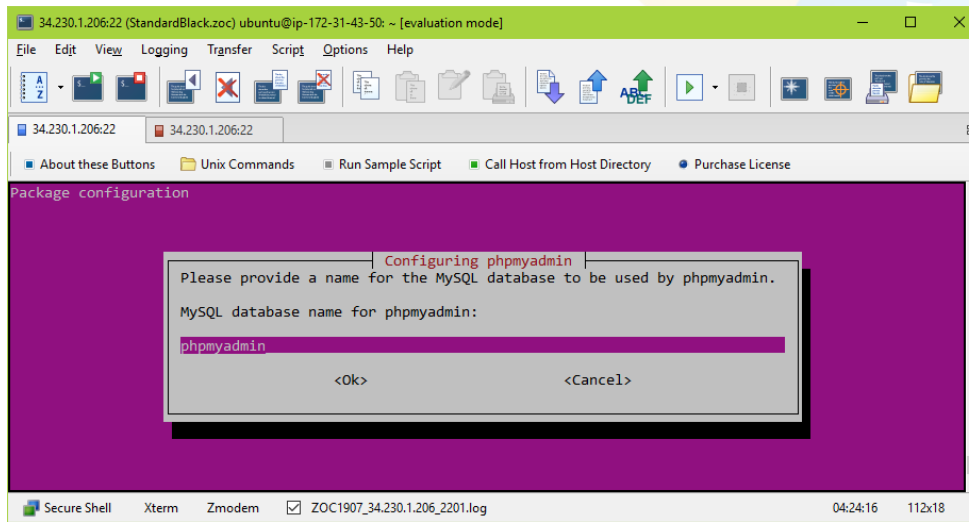 34.230.1.206:22 (StandardBlack.zoc) ubuntu@ip-172-31-43-50: ~ [evaluation mode]
File Edit View Logging Transfer Script Options Help
A Z
ABC DEF
34.230.1.206:22 34.230.1.206:22
About these Buttons Unix Commands Run Sample Script Call Host from Host Directory Purchase License
Package configuration
Configuring phpmyadmin
Please provide a name for the MySQL database to be used by phpmyadmin.
MySQL database name for phpmyadmin:
phpmyadmin
<Ok> <Cancel>
Secure Shell Xterm Zmodem ZOC1907_34.230.1.206_2201.log 04:24:16 112x18